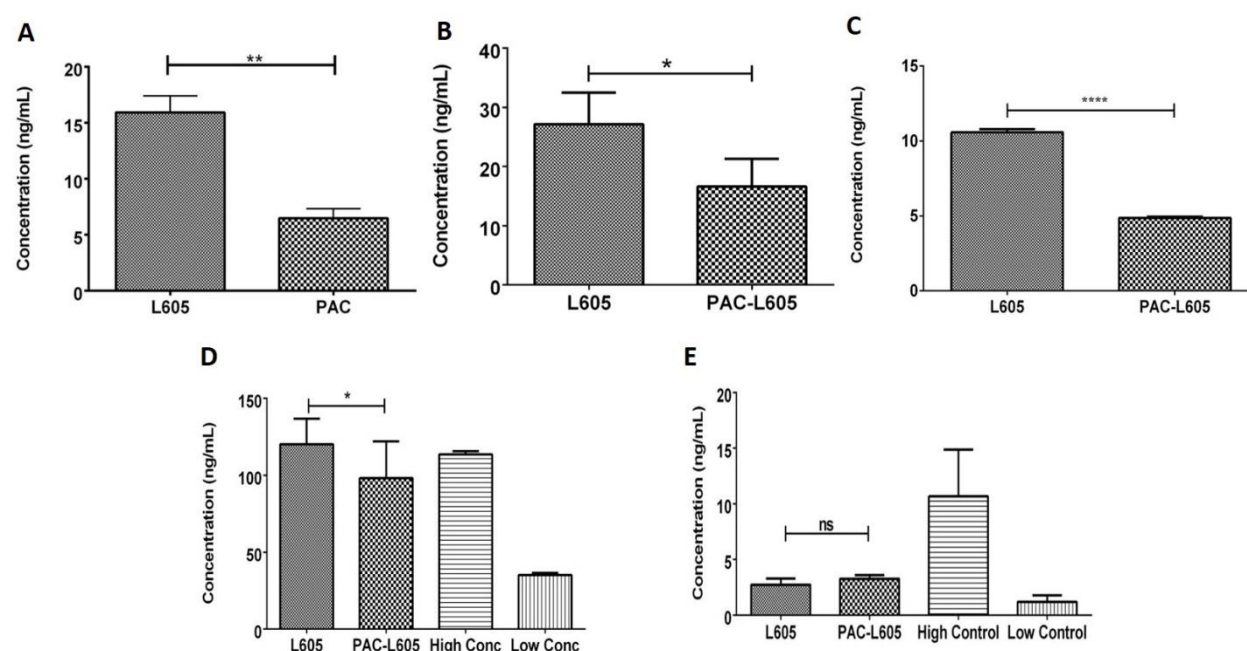 A
Concentration (ng/mL)
20
15
10
5
0
**
L605
PAC
B
Concentration (ng/mL)
40
30
20
10
0
*
L605
PAC-L605
C
Concentration (ng/mL)
15
10
5
0
****
L605
PAC-L605
D
Concentration (ng/mL)
150
100
50
0
*
L605
PAC-L605
High Conc
Low Conc
E
Concentration (ng/mL)
20
15
10
5
0
ns
L605
PAC-L605
High Control
Low Control